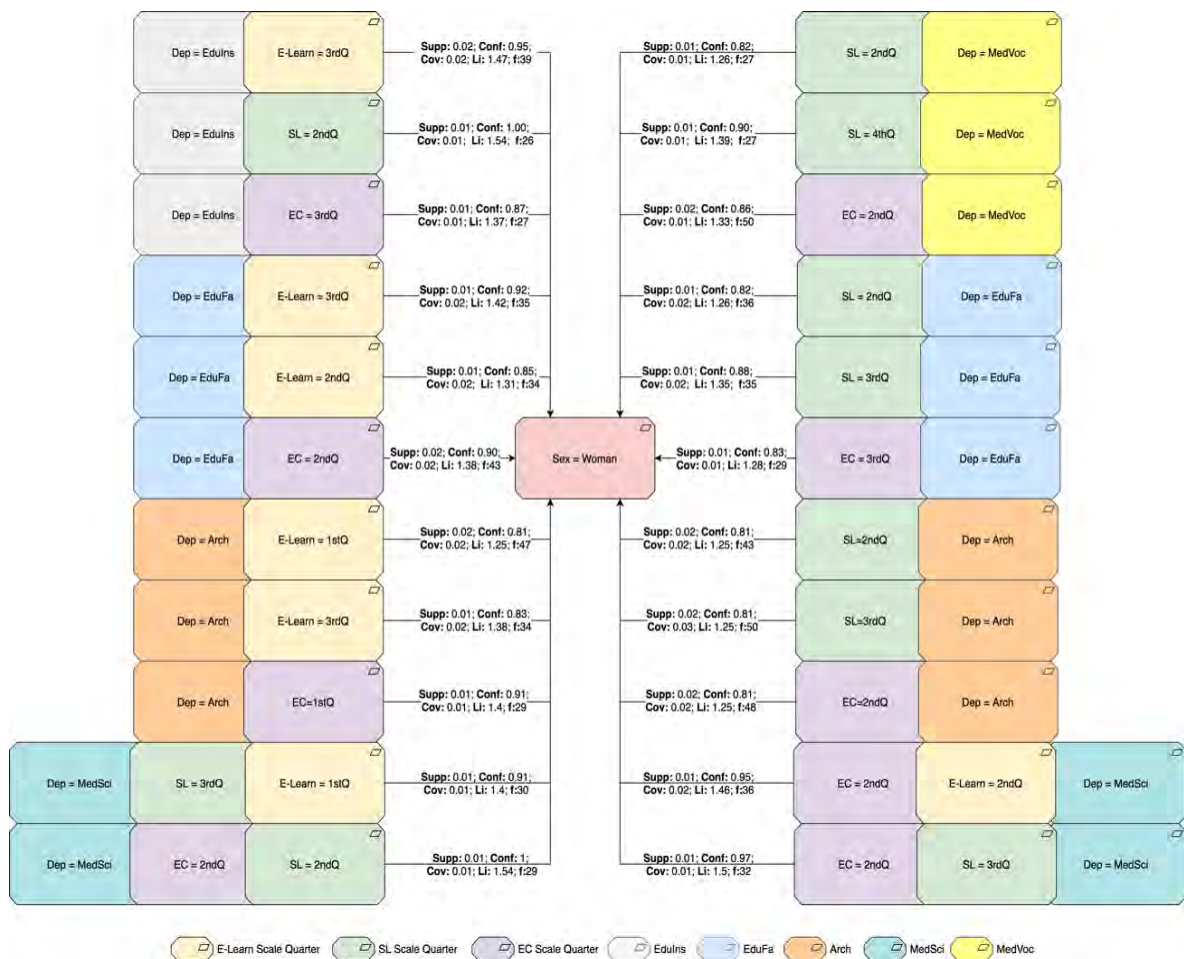 Dep = EduIns
E-Learn = 3rdQ
Supp: 0.02; Conf: 0.95;
Cov: 0.02; Li: 1.47; f:39
Supp: 0.01; Conf: 0.82;
Cov: 0.01; Li: 1.26; f:27
SL = 2ndQ
Dep = MedVoc
Dep = EduIns
SL = 2ndQ
Supp: 0.01; Conf: 1.00;
Cov: 0.01; Li: 1.54; f:26
Supp: 0.01; Conf: 0.90;
Cov: 0.01; Li: 1.39; f:27
SL = 4thQ
Dep = MedVoc
Dep = EduIns
EC = 3rdQ
Supp: 0.01; Conf: 0.87;
Cov: 0.01; Li: 1.37; f:27
Supp: 0.02; Conf: 0.86;
Cov: 0.01; Li: 1.33; f:50
EC = 2ndQ
Dep = MedVoc
Dep = EduFa
E-Learn = 3rdQ
Supp: 0.01; Conf: 0.92;
Cov: 0.02; Li: 1.42; f:35
Supp: 0.01; Conf: 0.82;
Cov: 0.02; Li: 1.26; f:36
SL = 2ndQ
Dep = EduFa
Dep = EduFa
E-Learn = 2ndQ
Supp: 0.01; Conf: 0.85;
Cov: 0.02; Li: 1.31; f:34
Supp: 0.01; Conf: 0.88;
Cov: 0.02; Li: 1.35; f:35
SL = 3rdQ
Dep = EduFa
Dep = EduFa
EC = 2ndQ
Supp: 0.02; Conf: 0.90;
Cov: 0.02; Li: 1.38; f:43
Sex = Woman
Supp: 0.01; Conf: 0.83;
Cov: 0.01; Li: 1.28; f:29
EC = 3rdQ
Dep = EduFa
Dep = Arch
E-Learn = 1stQ
Supp: 0.02; Conf: 0.81;
Cov: 0.02; Li: 1.25; f:47
Supp: 0.02; Conf: 0.81;
Cov: 0.02; Li: 1.25; f:43
SL=2ndQ
Dep = Arch
Dep = Arch
E-Learn = 3rdQ
Supp: 0.01; Conf: 0.83;
Cov: 0.02; Li: 1.38; f:34
Supp: 0.02; Conf: 0.81;
Cov: 0.03; Li: 1.25; f:50
SL=3rdQ
Dep = Arch
Dep = Arch
EC=1stQ
Supp: 0.01; Conf: 0.91;
Cov: 0.01; Li: 1.4; f:29
Supp: 0.02; Conf: 0.81;
Cov: 0.02; Li: 1.25; f:48
EC=2ndQ
Dep = Arch
Dep = MedSci
SL = 3rdQ
E-Learn = 1stQ
Supp: 0.01; Conf: 0.91;
Cov: 0.01; Li: 1.4; f:30
Supp: 0.01; Conf: 0.95;
Cov: 0.02; Li: 1.46; f:36
EC = 2ndQ
E-Learn = 2ndQ
Dep = MedSci
Dep = MedSci
EC = 2ndQ
SL = 2ndQ
Supp: 0.01; Conf: 1;
Cov: 0.01; Li: 1.54; f:29
Supp: 0.01; Conf: 0.97;
Cov: 0.01; Li: 1.5; f:32
EC = 2ndQ
SL = 3rdQ
Dep = MedSci
E-Learn Scale Quarter
SL Scale Quarter
EC Scale Quarter
EduIns
EduFa
Arch
MedSci
MedVoc